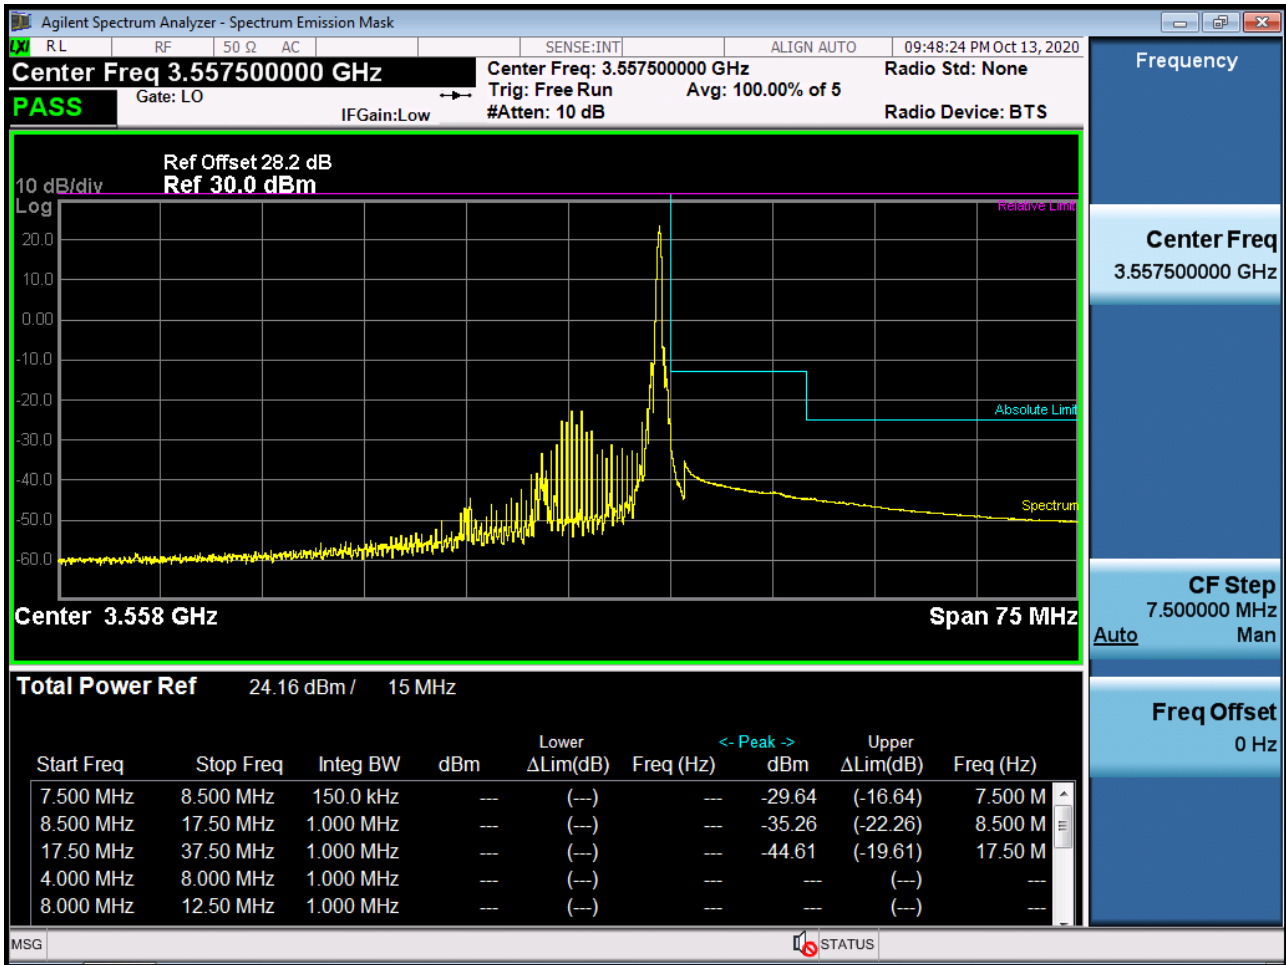 Agilent Spectrum Analyzer - Spectrum Emission Mask
LXI RL RF 50 Ω AC SENSE:INT ALIGN AUTO 09:48:24 PM Oct 13, 2020
Center Freq 3.557500000 GHz
Center Freq: 3.557500000 GHz
Radio Std: None
PASS
Gate: LO
Trig: Free Run
Avg: 100.00% of 5
IFGain:Low
#Atten: 10 dB
Radio Device: BTS
Ref Offset 28.2 dB
10 dB/div Ref 30.0 dBm
Log
Relative Limit
20.0
10.0
0.00
-10.0
-20.0
Absolute Limit
-30.0
-40.0
-50.0
Spectrum
-60.0
Center 3.558 GHz
Span 75 MHz
Total Power Ref 24.16 dBm / 15 MHz
Lower <- Peak -> Upper
Start Freq Stop Freq Integ BW dBm ΔLim(dB) Freq (Hz) dBm ΔLim(dB) Freq (Hz)
7.500 MHz 8.500 MHz 150.0 kHz --- (---) --- -29.64 (-16.64) 7.500 M
8.500 MHz 17.50 MHz 1.000 MHz --- (---) --- -35.26 (-22.26) 8.500 M
17.50 MHz 37.50 MHz 1.000 MHz --- (---) --- -44.61 (-19.61) 17.50 M
4.000 MHz 8.000 MHz 1.000 MHz --- (---) --- --- (---) ---
8.000 MHz 12.50 MHz 1.000 MHz --- (---) --- --- (---) ---
MSG STATUS
Frequency
Center Freq
3.557500000 GHz
CF Step
7.500000 MHz
Auto Man
Freq Offset
0 Hz